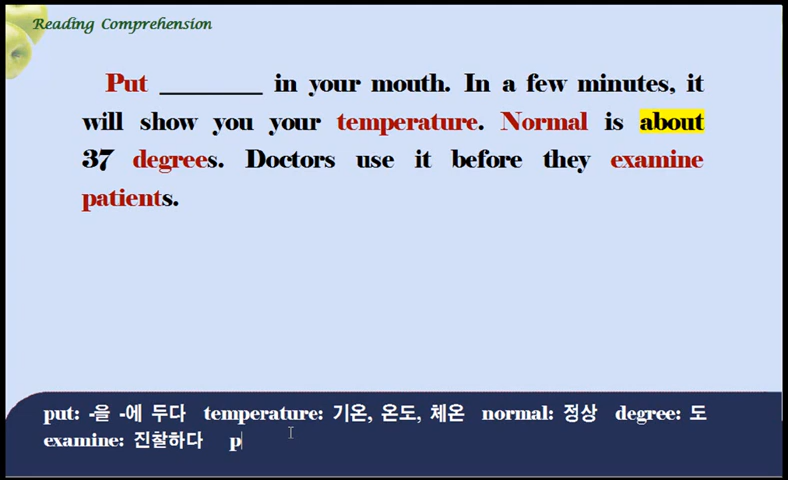 Reading Comprehension
Put ________ in your mouth. In a few minutes, it
will show you your temperature. Normal is about
37 degrees. Doctors use it before they examine
patients.
put: -을 -에 두다 temperature: 기온, 온도, 체온 normal: 정상 degree: 도
examine: 진찰하다 p